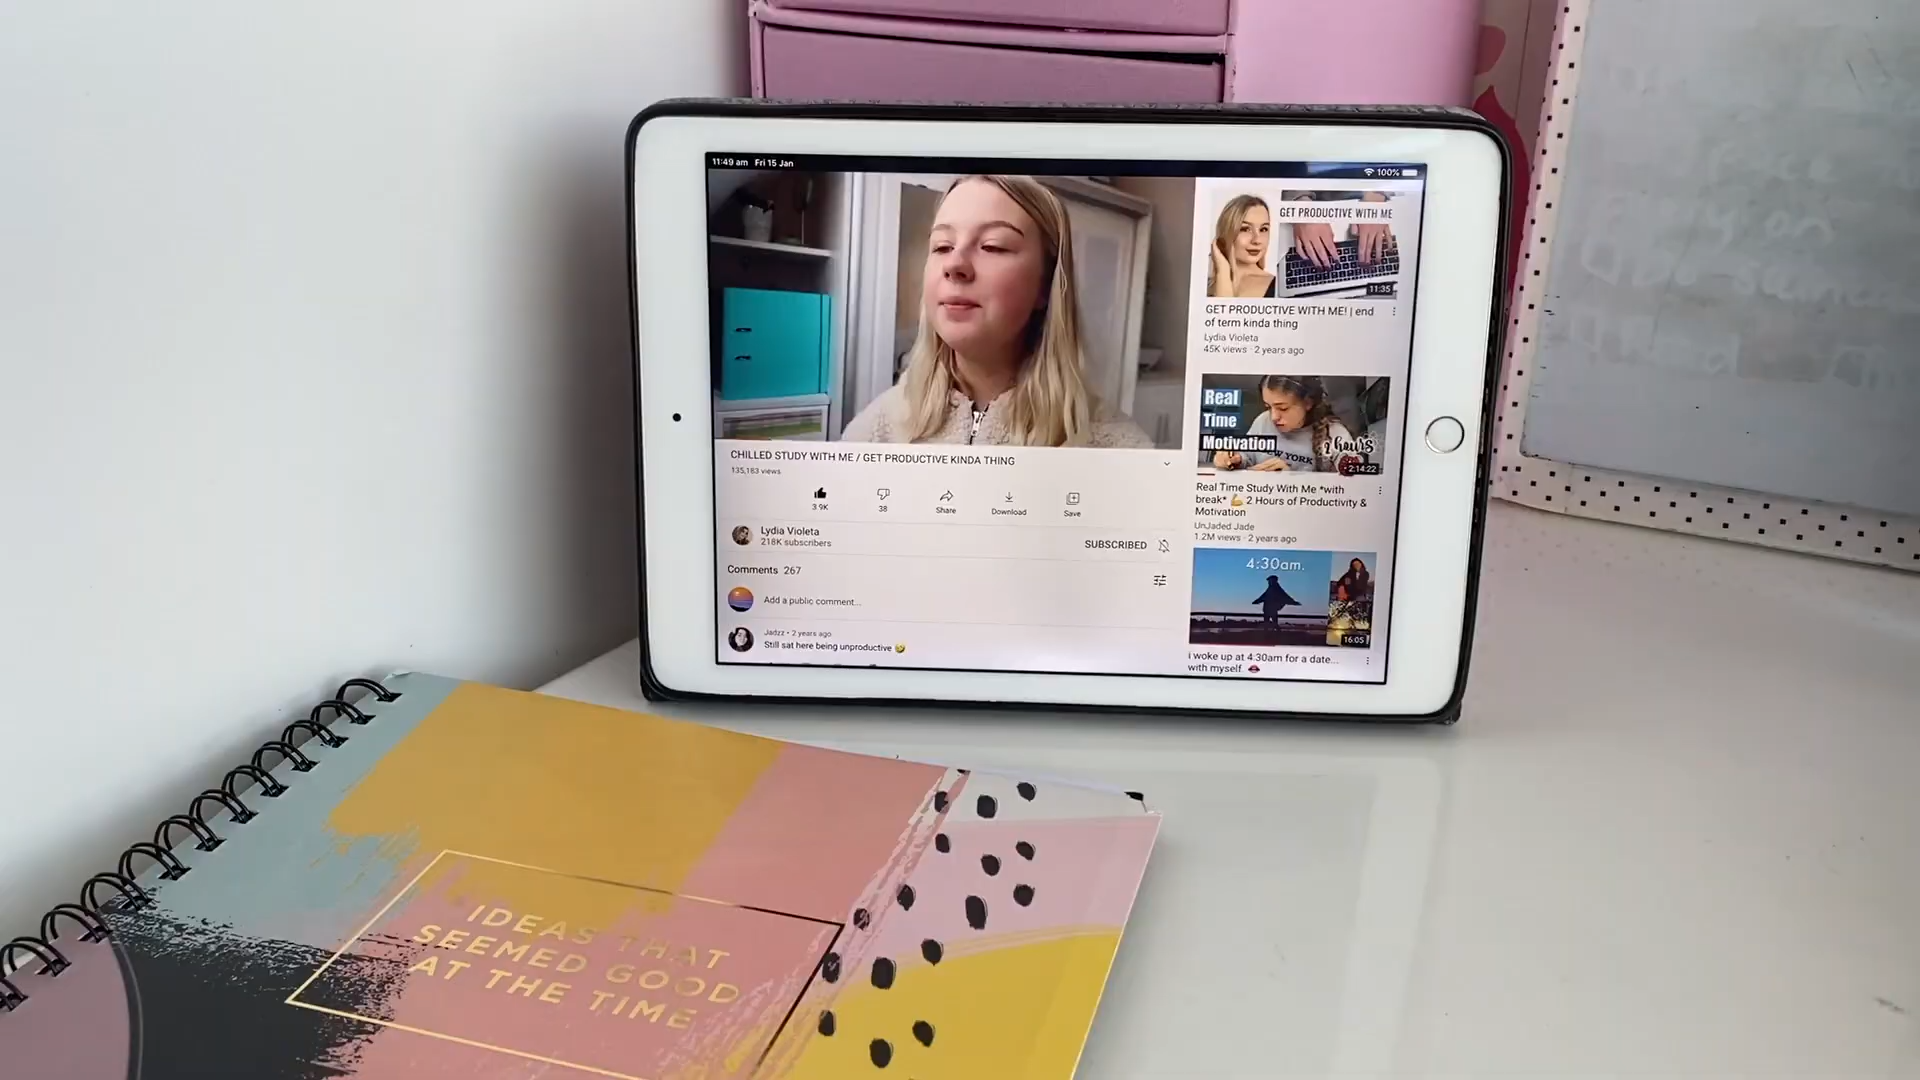 11:49 am Fri 15 Jan
100%
CHILLED STUDY WITH ME / GET PRODUCTIVE KINDA THING
135,183 views
3.9K
38
Share
Download
Save
Lydia Violeta
218K subscribers
SUBSCRIBED
Comments 267
Add a public comment...
Jadzz • 2 years ago
Still sat here being unproductive 🤣
GET PRODUCTIVE WITH ME
11:35
GET PRODUCTIVE WITH ME! | end
of term kinda thing
Lydia Violeta
45K views · 2 years ago
Real
Time
Motivation
2 hours
YORK
2:14:22
Real Time Study With Me *with
break* 💪 2 Hours of Productivity &
Motivation
UnJaded Jade
1.2M views · 2 years ago
4:30am.
16:05
i woke up at 4:30am for a date...
with myself. 💋
IDEAS THAT
SEEMED GOOD
AT THE TIME